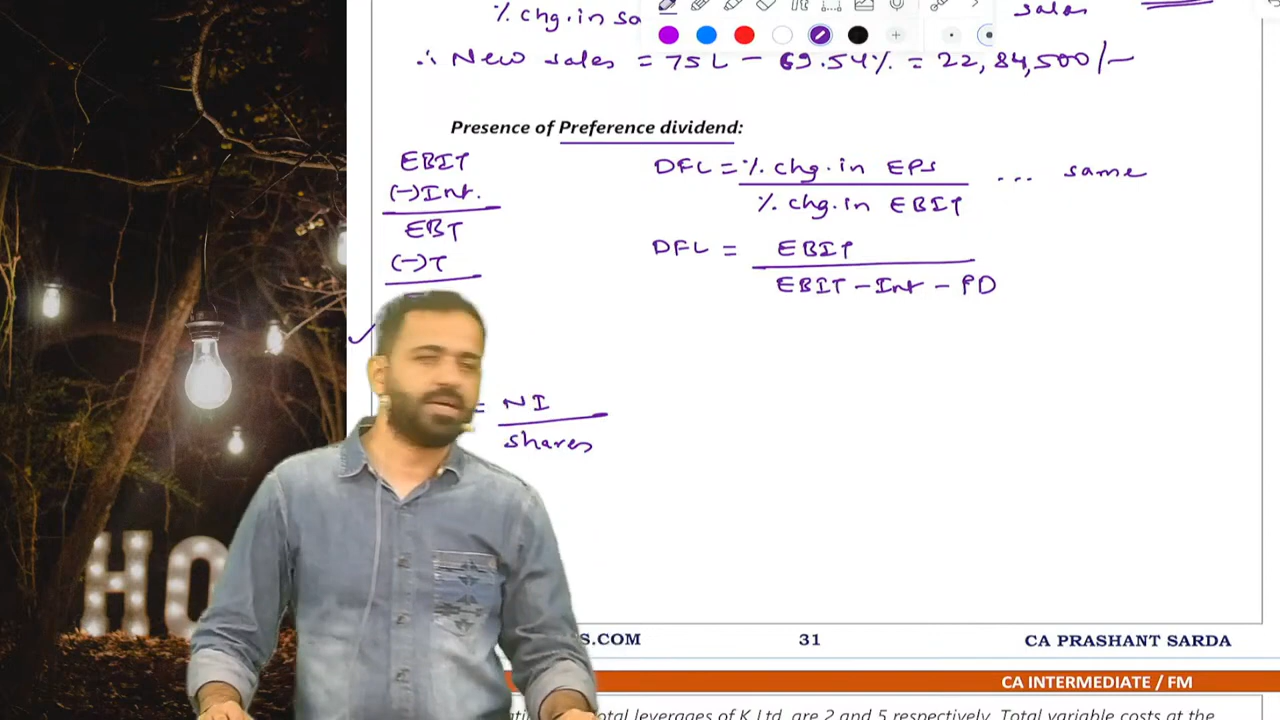 % chg. in sa
sales
∴ New sales = 75L - 69.54% = 22,84,500/-
Presence of Preference dividend:
EBIT
(-) Int.
EBT
(-) T
DFL = % chg. in EPS
% chg. in EBIT
... same
DFL = EBIT
EBIT - Int - PD
= NI
shares
HO
S.COM
31
CA PRASHANT SARDA
CA INTERMEDIATE / FM
otal leverages of K Ltd. are 2 and 5 respectively. Total variable costs at the